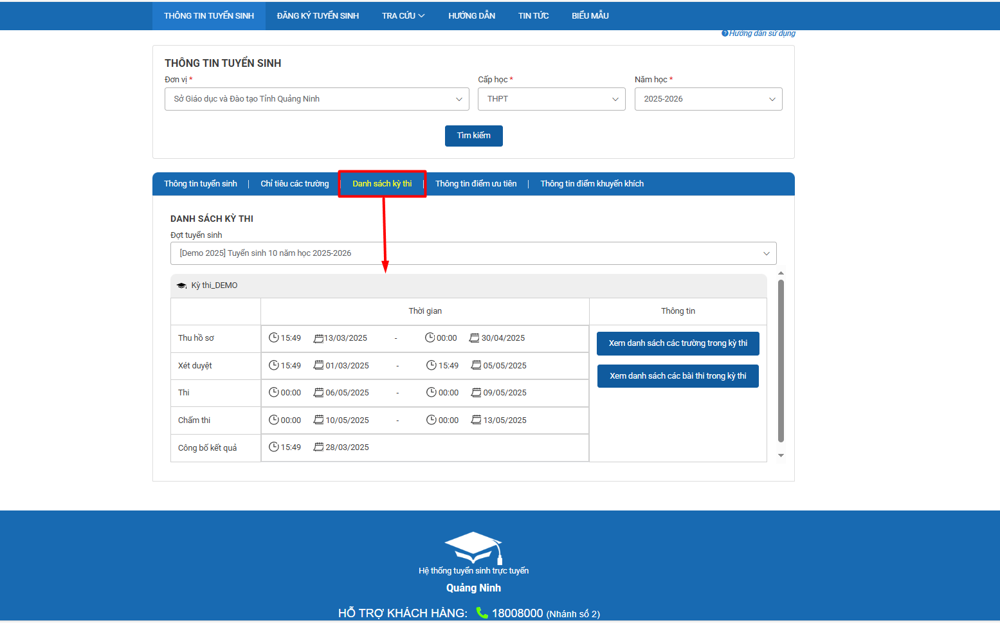 THÔNG TIN TUYỂN SINH ĐĂNG KÝ TUYỂN SINH TRA CỨU HƯỚNG DẪN TIN TỨC BIỂU MẪU
Hướng dẫn sử dụng
THÔNG TIN TUYỂN SINH
Đơn vị * Cấp học * Năm học *
Sở Giáo dục và Đào tạo Tỉnh Quảng Ninh THPT 2025-2026
Tìm kiếm
Thông tin tuyển sinh | Chỉ tiêu các trường | Danh sách kỳ thi | Thông tin điểm ưu tiên | Thông tin điểm khuyến khích
DANH SÁCH KỲ THI
Đợt tuyển sinh
[Demo 2025] Tuyển sinh 10 năm học 2025-2026
Kỳ thi_DEMO
Thời gian Thông tin
Thu hồ sơ 15:49 13/03/2025 - 00:00 30/04/2025
Xem danh sách các trường trong kỳ thi
Xét duyệt 15:49 01/03/2025 - 15:49 05/05/2025
Xem danh sách các bài thi trong kỳ thi
Thi 00:00 06/05/2025 - 00:00 09/05/2025
Chấm thi 00:00 10/05/2025 - 00:00 13/05/2025
Công bố kết quả 15:49 28/03/2025
Hệ thống tuyển sinh trực tuyến
Quảng Ninh
HỖ TRỢ KHÁCH HÀNG: 18008000 (Nhánh số 2)